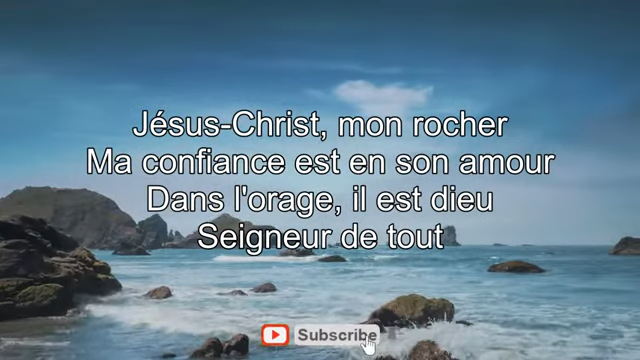 Jésus-Christ, mon rocher
Ma confiance est en son amour
Dans l'orage, il est dieu
Seigneur de tout
Subscribe